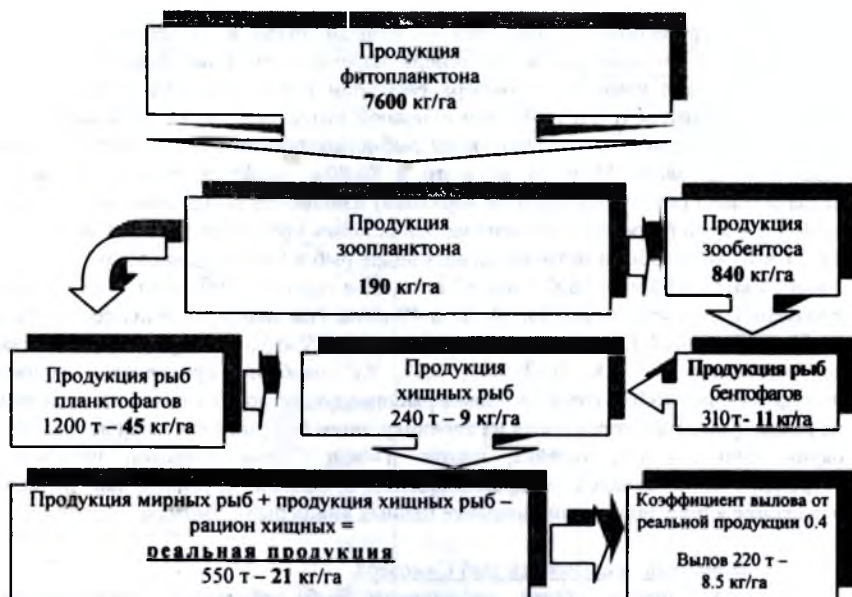 Продукция
фитопланктона
7600 кг/га
Продукция
зоопланктона
190 кг/га
Продукция
зообентоса
840 кг/га
Продукция рыб
планктофагов
1200 т – 45 кг/га
Продукция
хищных рыб
240 т – 9 кг/га
Продукция рыб
бентофагов
310т - 11 кг/га
Продукция мирных рыб + продукция хищных рыб –
рацион хищных =
реальная продукция
550 т – 21 кг/га
Коэффициент вылова от
реальной продукции 0.4
Вылов 220 т –
8.5 кг/га